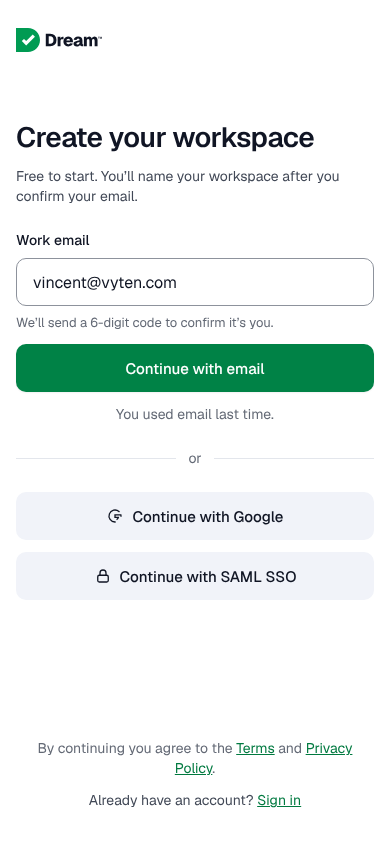 Dream™
Create your workspace
Free to start. You’ll name your workspace after you
confirm your email.
Work email
vincent@vyten.com
We’ll send a 6-digit code to confirm it’s you.
Continue with email
You used email last time.
or
Continue with Google
Continue with SAML SSO
By continuing you agree to the Terms and Privacy
Policy.
Already have an account? Sign in